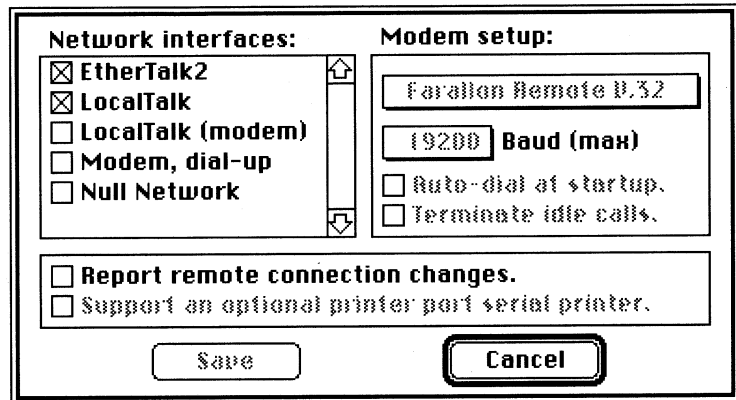 Network interfaces:
EtherTalk2
LocalTalk
LocalTalk (modem)
Modem, dial-up
Null Network
Modem setup:
Farallon Remote V.32
19200 Baud (max)
Auto-dial at startup.
Terminate idle calls.
Report remote connection changes.
Support an optional printer port serial printer.
Save
Cancel